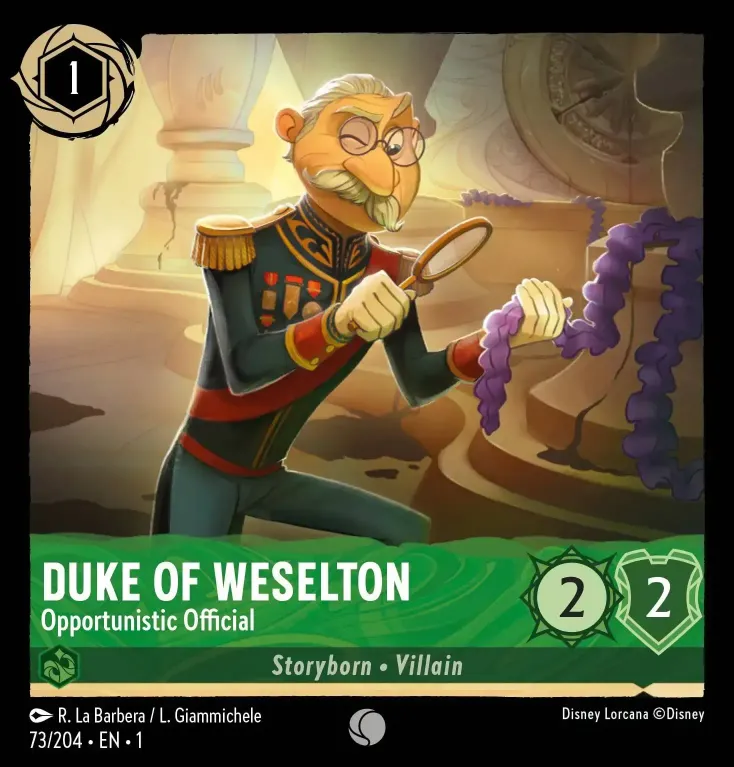 1
DUKE OF WESELTON
Opportunistic Official
2 2
Storyborn • Villain
R. La Barbera / L. Giammichele
Disney Lorcana ©Disney
73/204 • EN • 1